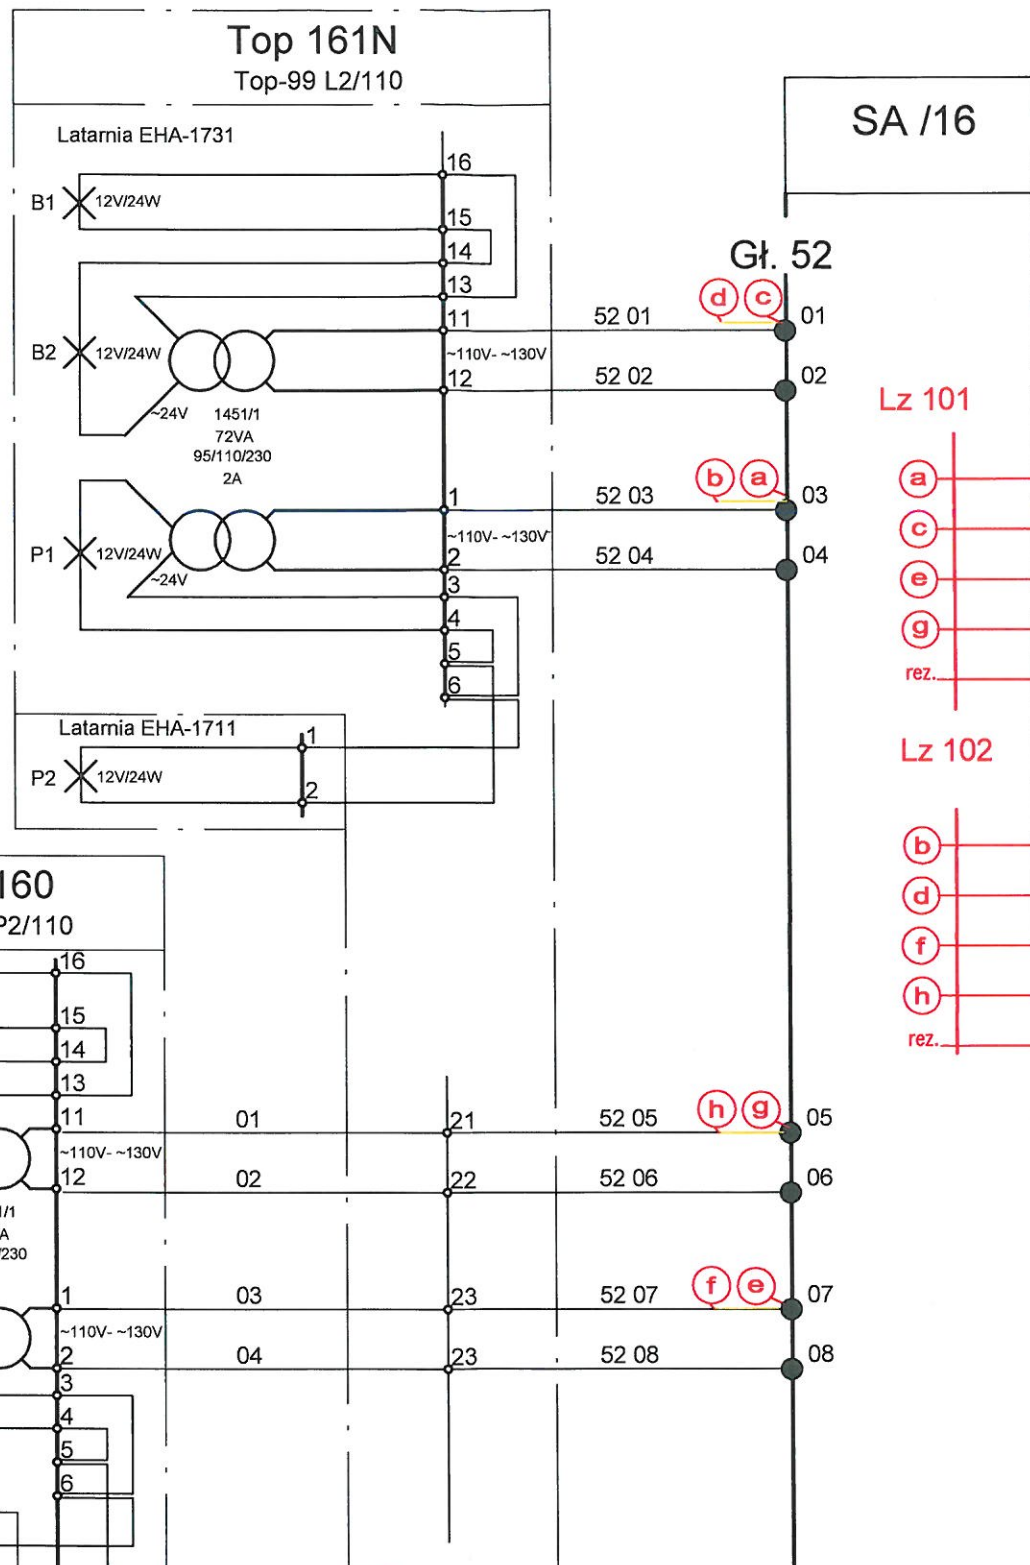 Top 161N
Top-99 L2/110
Latarnia EHA-1731
SA /16
16
B1 12V/24W
15
14
Gł. 52
13
d c
11 52 01 01
B2 12V/24W ~110V- ~130V
12 52 02 02
~24V 1451/1
72VA
95/110/230
2A
Lz 101
b a a
1 52 03 03
c
P1 12V/24W ~110V- ~130V
2 52 04 04
~24V
3
e
4
g
5
rez.
6
Latarnia EHA-1711
1
Lz 102
P2 12V/24W
2
b
160
P2/110
d
16
f
15
h
14
rez.
13
h g
11 01 21 52 05 05
~110V- ~130V
12 02 22 52 06 06
1/1
A
/230
f e
1 03 23 52 07 07
~110V- ~130V
2 04 23 52 08 08
3
4
5
6